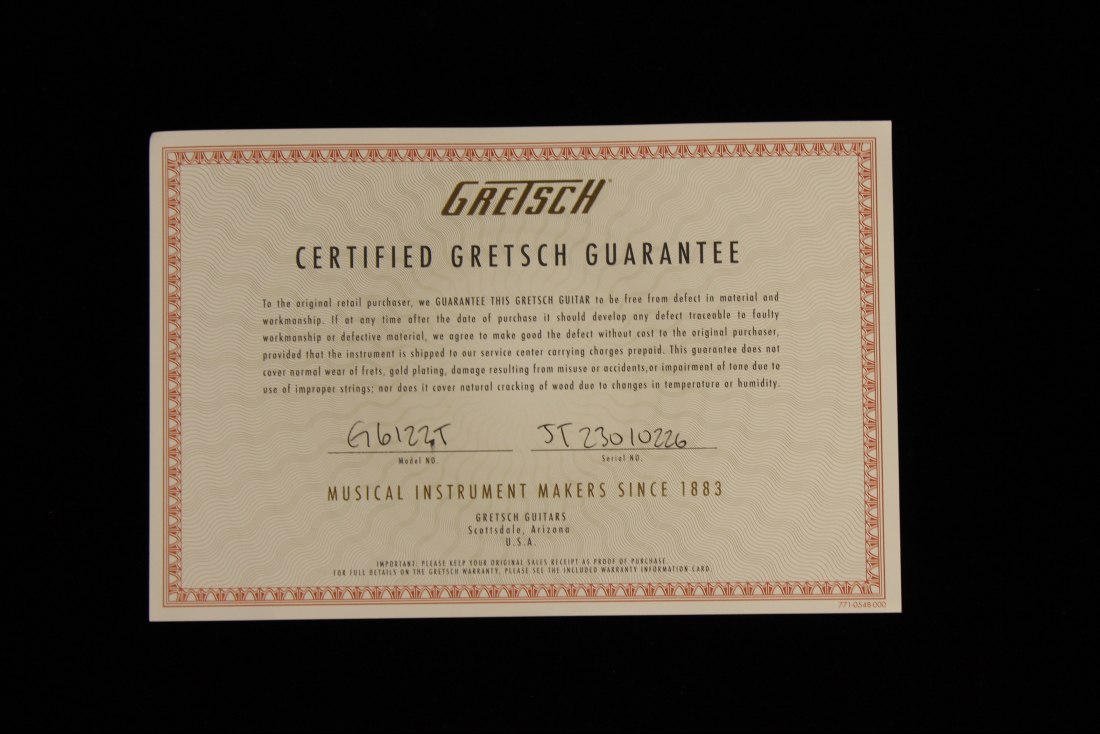 GRETSCH®
CERTIFIED GRETSCH GUARANTEE
To the original retail purchaser, we GUARANTEE THIS GRETSCH GUITAR to be free from defect in material and
workmanship. If at any time after the date of purchase it should develop any defect traceable to faulty
workmanship or defective material, we agree to make good the defect without cost to the original purchaser,
provided that the instrument is shipped to our service center carrying charges prepaid. This guarantee does not
cover normal wear of frets, gold plating, damage resulting from misuse or accidents,or impairment of tone due to
use of improper strings; nor does it cover natural cracking of wood due to changes in temperature or humidity.
G6122T JT23010226
Model NO. Serial NO.
MUSICAL INSTRUMENT MAKERS SINCE 1883
GRETSCH GUITARS
Scottsdale, Arizona
U.S.A.
IMPORTANT: PLEASE KEEP YOUR ORIGINAL SALES RECEIPT AS PROOF OF PURCHASE.
FOR FULL DETAILS ON THE GRETSCH WARRANTY, PLEASE SEE THE INCLUDED WARRANTY INFORMATION CARD.
771-0548-000